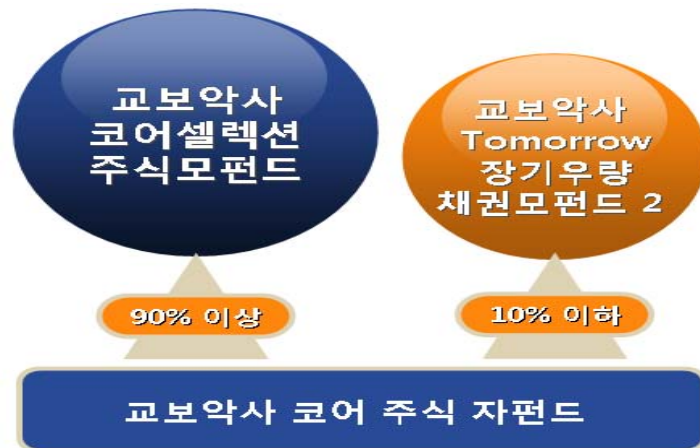 교보악사
코어셀렉션
주식모펀드
교보악사
Tomorrow
장기우량
채권모펀드 2
90% 이상
10% 이하
교보악사 코어 주식 자펀드